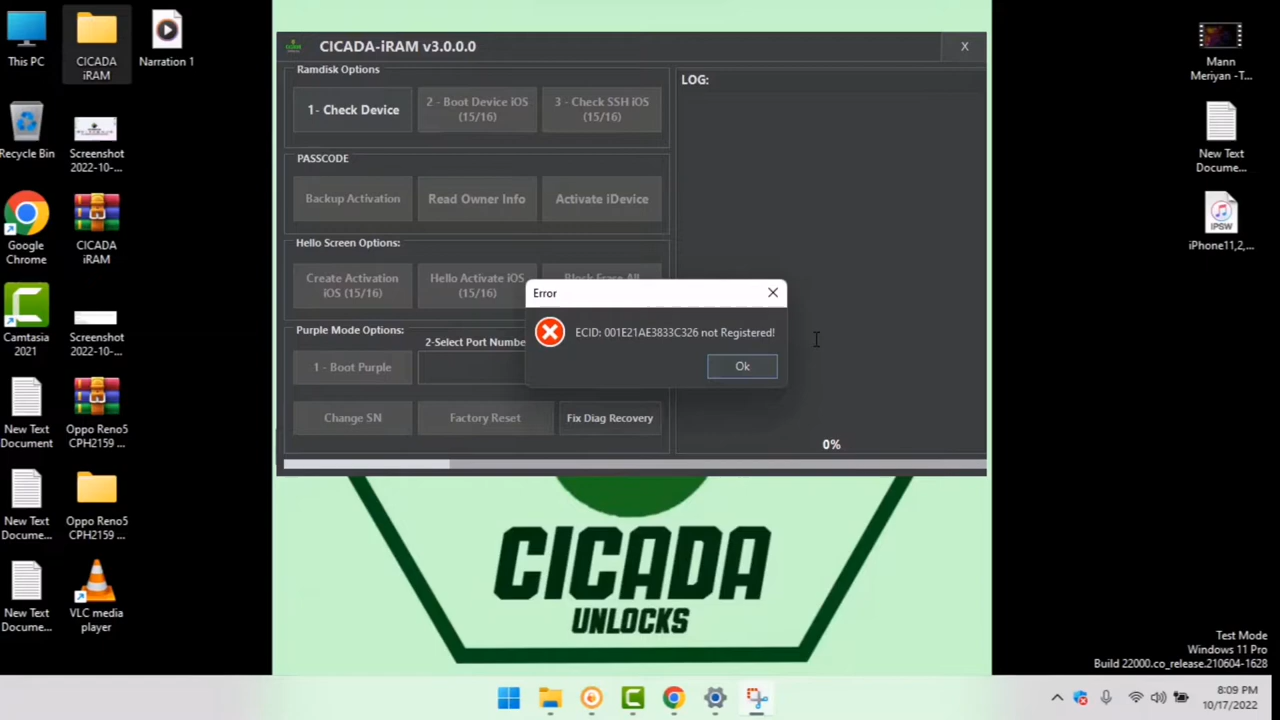 This PC
CICADA
iRAM
Narration 1
Recycle Bin
Screenshot
2022-10-...
Google
Chrome
CICADA
iRAM
Camtasia
2021
Screenshot
2022-10-...
New Text
Document
Oppo Reno5
CPH2159 ...
New Text
Docume...
Oppo Reno5
CPH2159 ...
New Text
Docume...
VLC media
player
CICADA-iRAM v3.0.0.0
X
Ramdisk Options
1- Check Device
2 - Boot Device iOS
(15/16)
3 - Check SSH iOS
(15/16)
PASSCODE
Backup Activation
Read Owner Info
Activate iDevice
Hello Screen Options:
Create Activation
iOS (15/16)
Hello Activate iOS
(15/16)
Block Erase All
Purple Mode Options:
2-Select Port Numbe
1 - Boot Purple
Change SN
Factory Reset
Fix Diag Recovery
LOG:
0%
Error
ECID: 001E21AE3833C326 not Registered!
Ok
CICADA
UNLOCKS
Mann
Meriyan -T...
New Text
Docume...
IPSW
iPhone11,2,...
Test Mode
Windows 11 Pro
Build 22000.co_release.210604-1628
8:09 PM
10/17/2022